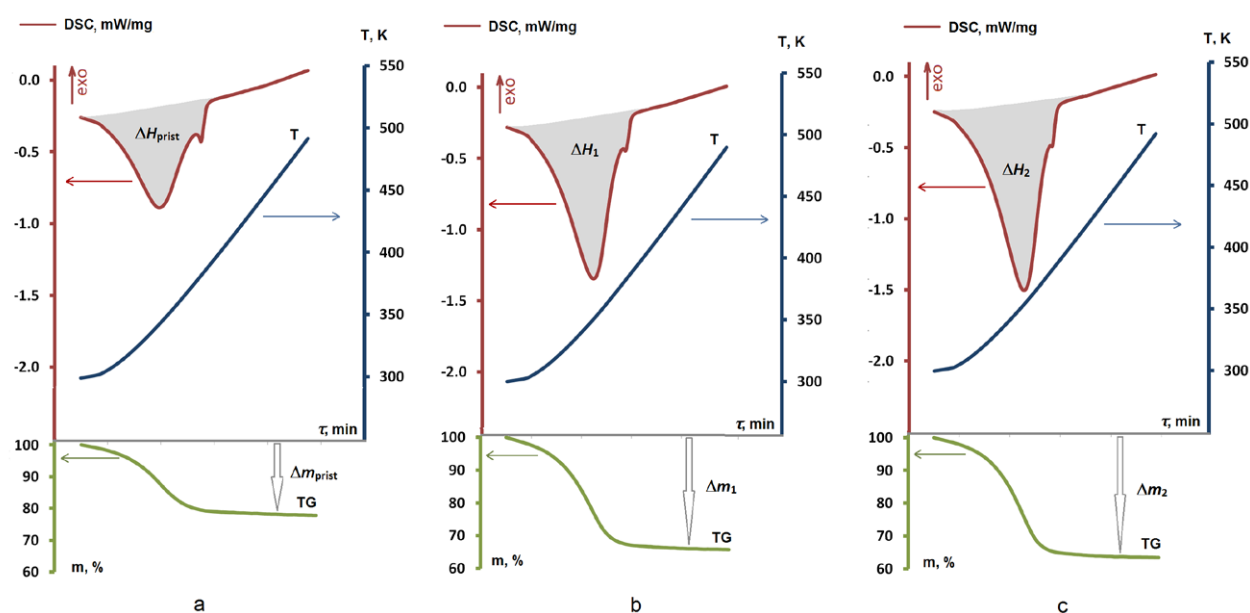 DSC, mW/mg
T, K
exo
0.0
-0.5
-1.0
-1.5
-2.0
550
500
450
400
350
300
ΔHprist
T
τ, min
100
90
80
70
60
Δmprist
TG
m, %
a
DSC, mW/mg
T, K
exo
0.0
-0.5
-1.0
-1.5
-2.0
550
500
450
400
350
300
ΔH1
T
τ, min
100
90
80
70
60
Δm1
TG
m, %
b
DSC, mW/mg
T, K
exo
0.0
-0.5
-1.0
-1.5
-2.0
550
500
450
400
350
300
ΔH2
T
τ, min
100
90
80
70
60
Δm2
TG
m, %
c